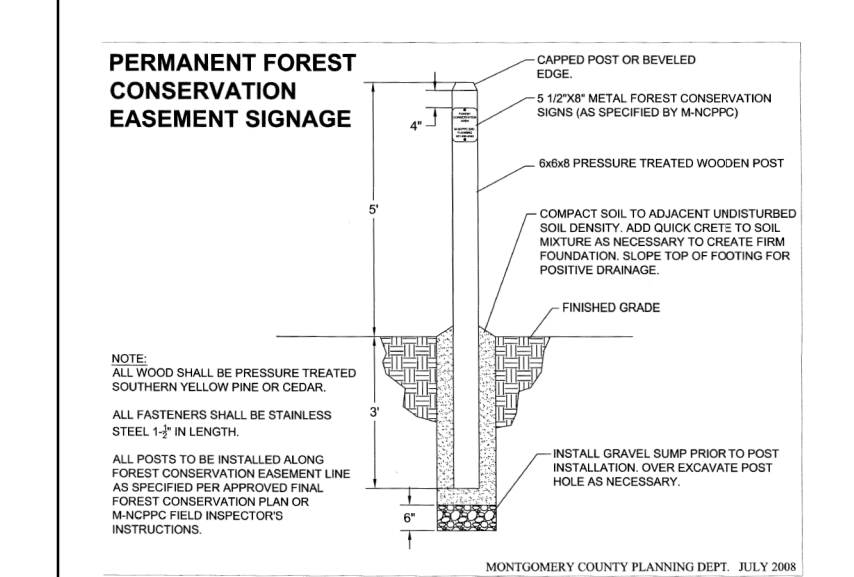 PERMANENT FOREST
CONSERVATION
EASEMENT SIGNAGE
CAPPED POST OR BEVELED
EDGE.
5 1/2"X8" METAL FOREST CONSERVATION
SIGNS (AS SPECIFIED BY M-NCPPC)
4"
FOREST
CONSERVATION
AREA
6x6x8 PRESSURE TREATED WOODEN POST
5'
COMPACT SOIL TO ADJACENT UNDISTURBED
SOIL DENSITY. ADD QUICK CRETE TO SOIL
MIXTURE AS NECESSARY TO CREATE FIRM
FOUNDATION. SLOPE TOP OF FOOTING FOR
POSITIVE DRAINAGE.
FINISHED GRADE
NOTE:
ALL WOOD SHALL BE PRESSURE TREATED
SOUTHERN YELLOW PINE OR CEDAR.
ALL FASTENERS SHALL BE STAINLESS
STEEL 1-½" IN LENGTH.
ALL POSTS TO BE INSTALLED ALONG
FOREST CONSERVATION EASEMENT LINE
AS SPECIFIED PER APPROVED FINAL
FOREST CONSERVATION PLAN OR
M-NCPPC FIELD INSPECTOR'S
INSTRUCTIONS.
3'
INSTALL GRAVEL SUMP PRIOR TO POST
INSTALLATION. OVER EXCAVATE POST
HOLE AS NECESSARY.
6"
MONTGOMERY COUNTY PLANNING DEPT. JULY 2008